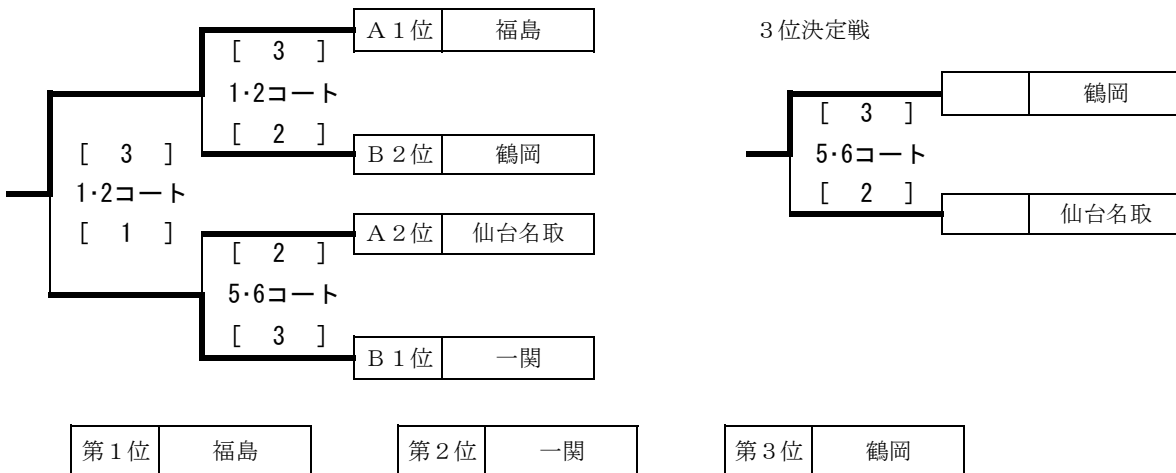 A1位 福島
[ 3 ]
1・2コート
[ 2 ]
B2位 鶴岡
[ 3 ]
1・2コート
[ 1 ]
A2位 仙台名取
[ 2 ]
5・6コート
[ 3 ]
B1位 一関
3位決定戦
鶴岡
[ 3 ]
5・6コート
[ 2 ]
仙台名取
第1位 福島 第2位 一関 第3位 鶴岡